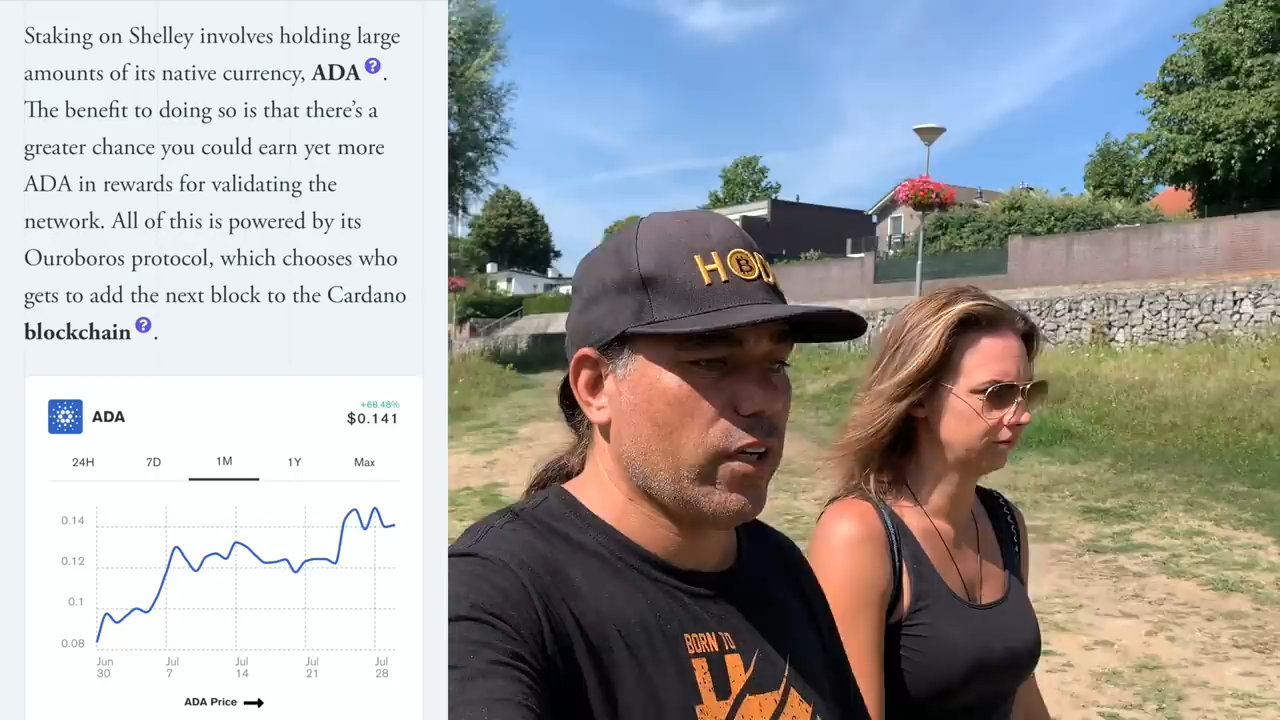 Staking on Shelley involves holding large
amounts of its native currency, ADA ?.
The benefit to doing so is that there’s a
greater chance you could earn yet more
ADA in rewards for validating the
network. All of this is powered by its
Ouroboros protocol, which chooses who
gets to add the next block to the Cardano
blockchain ?.
ADA
+68.48%
$0.141
24H 7D 1M 1Y Max
0.14
0.12
0.1
0.08
Jun 30
Jul 7
Jul 14
Jul 21
Jul 28
ADA Price
BORN TO